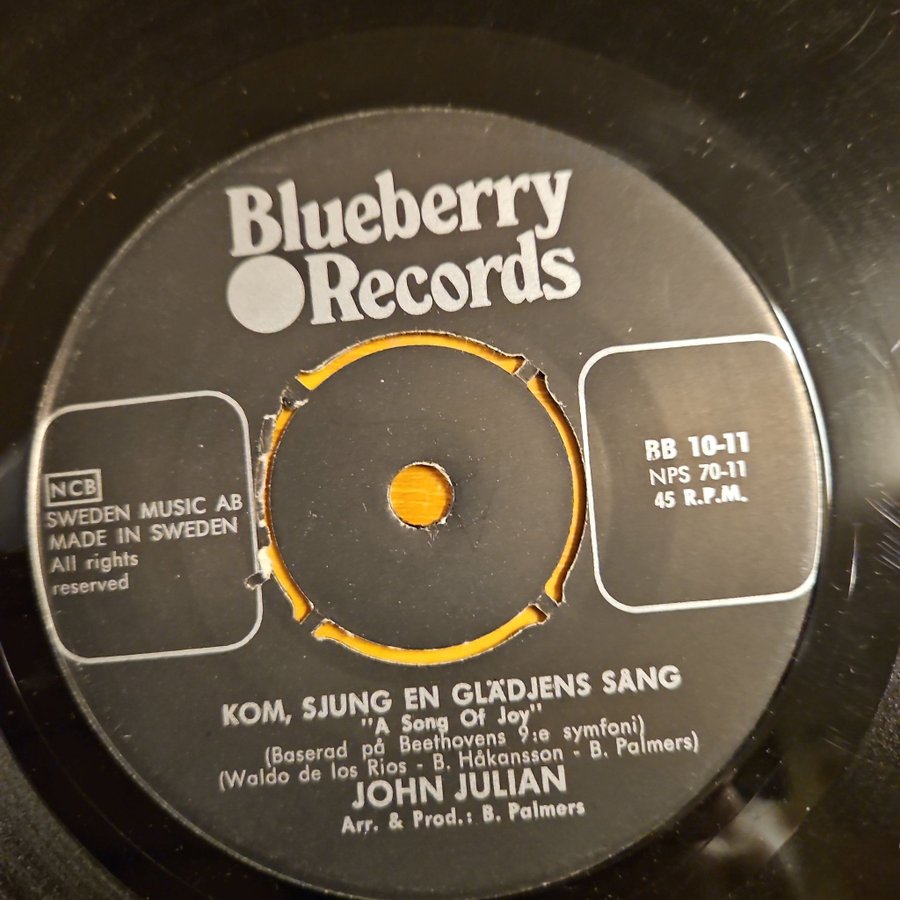 Blueberry
Records
NCB
SWEDEN MUSIC AB
MADE IN SWEDEN
All rights
reserved
BB 10-11
NPS 70-11
45 R.P.M.
KOM, SJUNG EN GLÄDJENS SANG
"A Song Of Joy"
(Baserad på Beethovens 9:e symfoni)
(Waldo de los Rios - B. Håkansson - B. Palmers)
JOHN JULIAN
Arr. & Prod.: B. Palmers